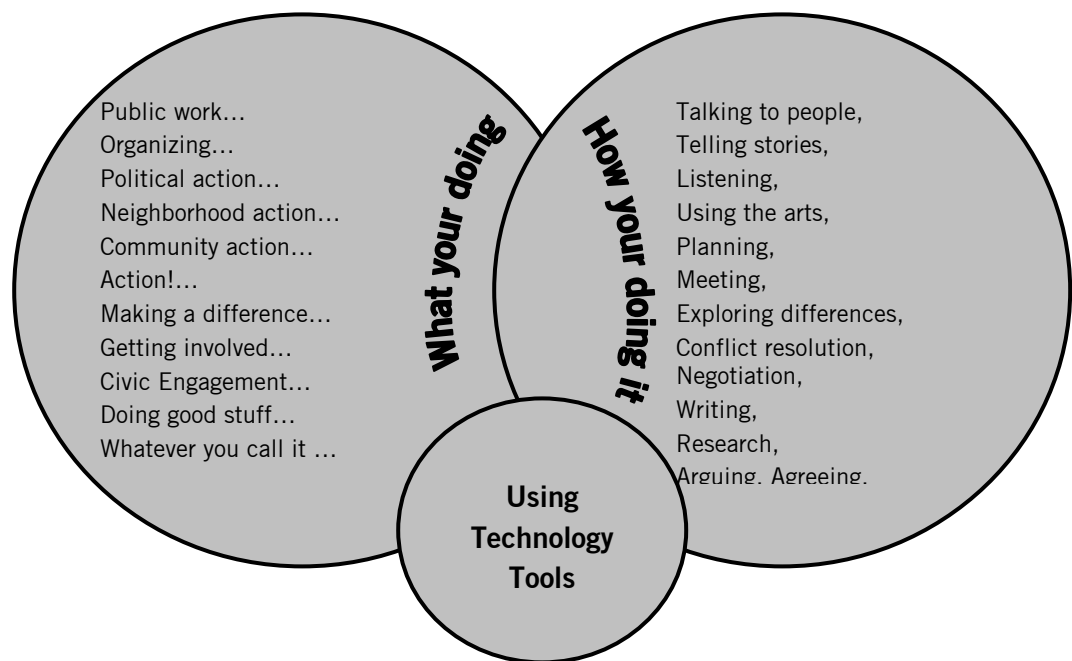 Public work…
Organizing…
Political action…
Neighborhood action…
Community action…
Action!…
Making a difference…
Getting involved…
Civic Engagement…
Doing good stuff…
Whatever you call it …
What your doing
How your doing it
Talking to people,
Telling stories,
Listening,
Using the arts,
Planning,
Meeting,
Exploring differences,
Conflict resolution,
Negotiation,
Writing,
Research,
Arguing, Agreeing,
Using
Technology
Tools